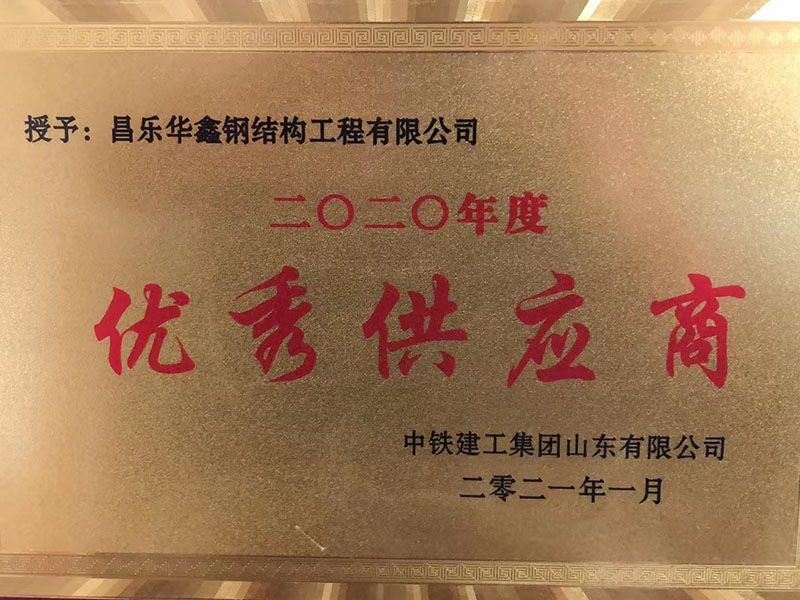 授予：昌乐华鑫钢结构工程有限公司
二〇二〇年度
优秀供应商
中铁建工集团山东有限公司
二零二一年一月